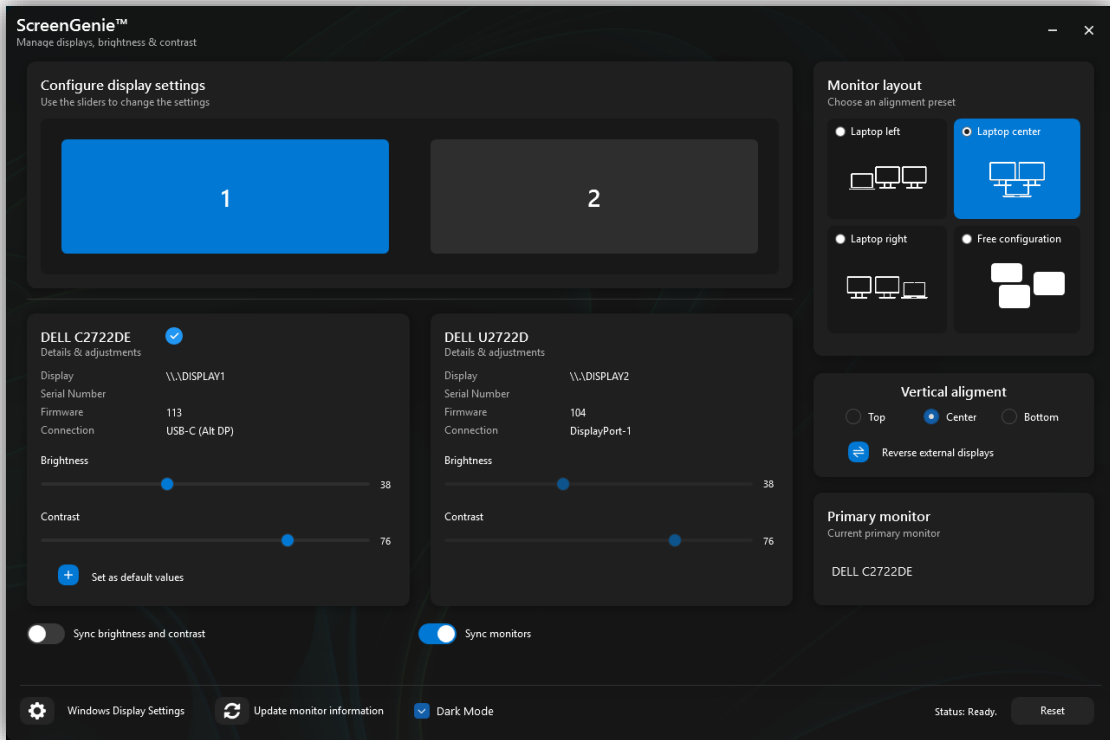 ScreenGenie™
Manage displays, brightness & contrast
Configure display settings
Use the sliders to change the settings
1
2
Monitor layout
Choose an alignment preset
Laptop left
Laptop center
Laptop right
Free configuration
DELL C2722DE
Details & adjustments
Display \\.\DISPLAY1
Serial Number
Firmware 113
Connection USB-C (Alt DP)
Brightness
38
Contrast
76
Set as default values
DELL U2722D
Details & adjustments
Display \\.\DISPLAY2
Serial Number
Firmware 104
Connection DisplayPort-1
Brightness
38
Contrast
76
Vertical aligment
Top Center Bottom
Reverse external displays
Primary monitor
Current primary monitor
DELL C2722DE
Sync brightness and contrast
Sync monitors
Windows Display Settings
Update monitor information
Dark Mode
Status: Ready.
Reset